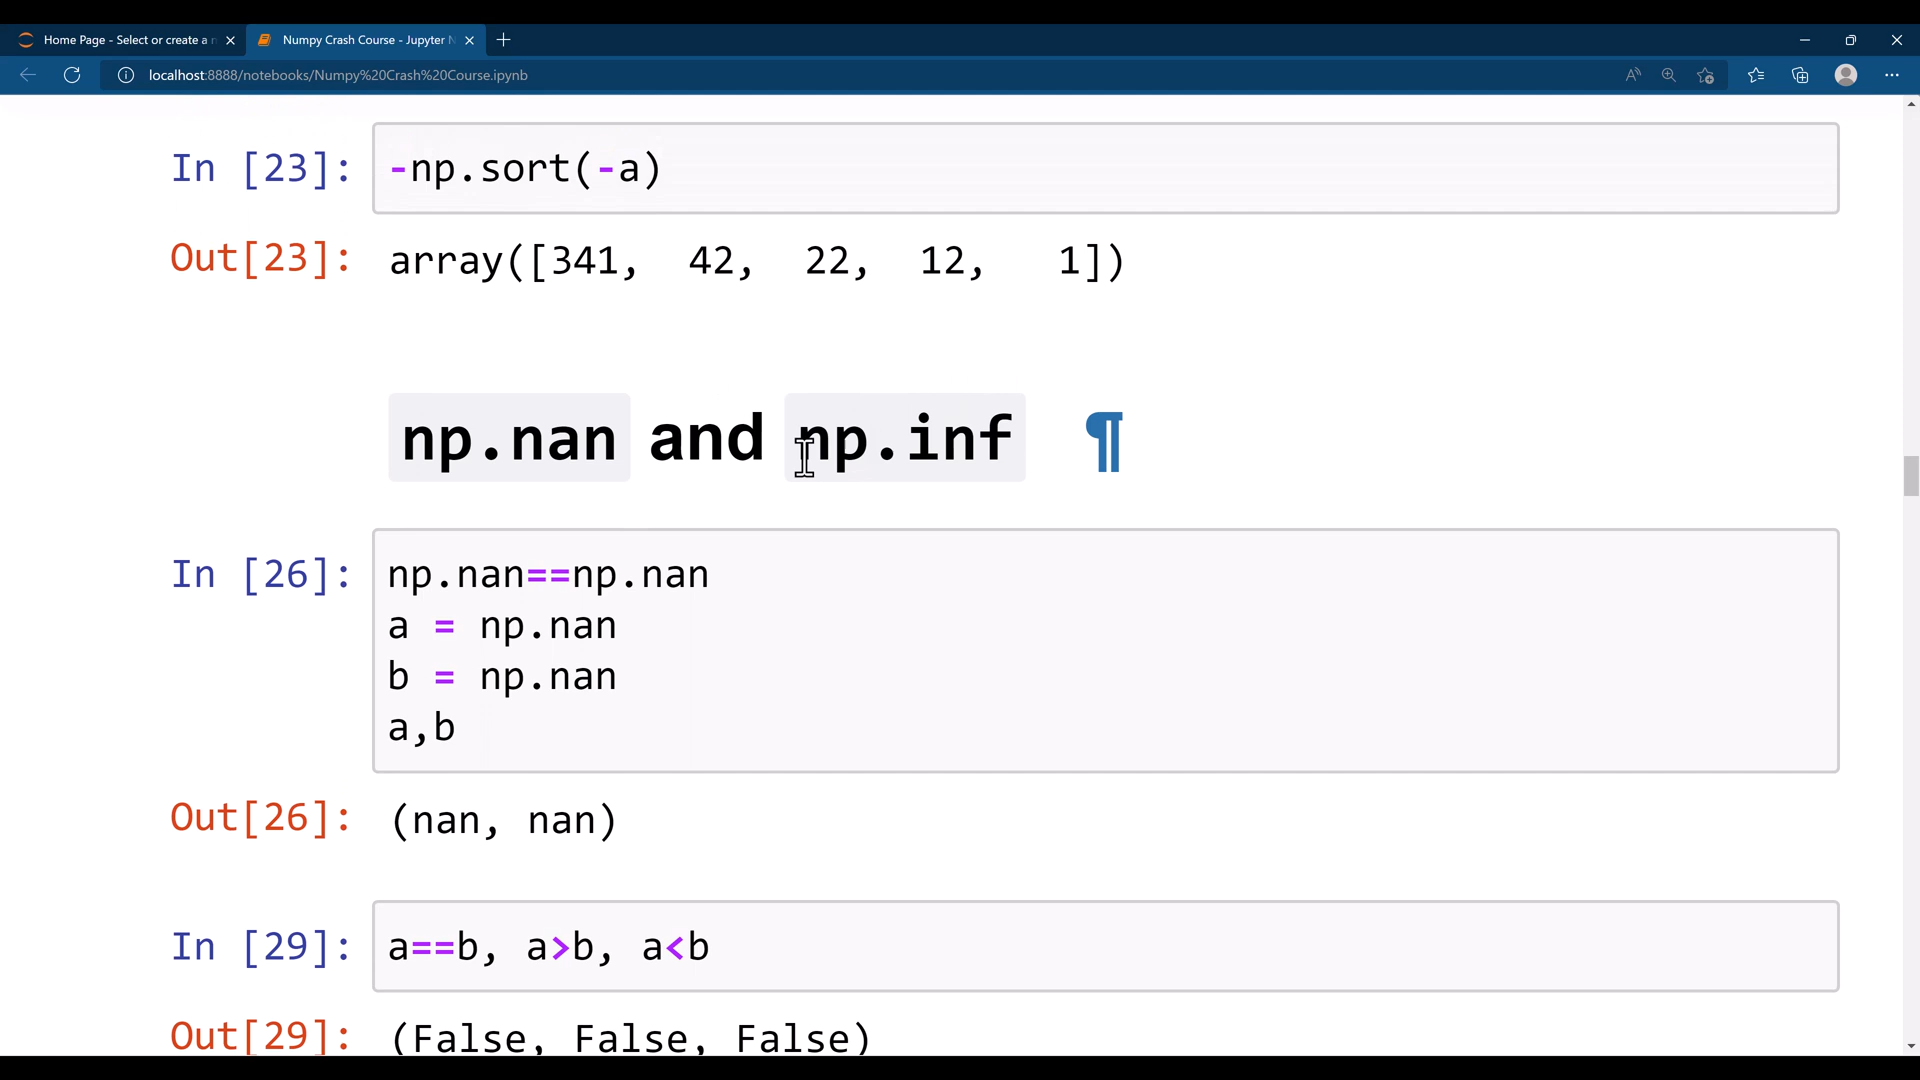 Home Page - Select or create a n
Numpy Crash Course - Jupyter N
localhost:8888/notebooks/Numpy%20Crash%20Course.ipynb
In [23]: -np.sort(-a)
Out[23]: array([341,  42,  22,  12,   1])
np.nan and np.inf ¶
In [26]: np.nan==np.nan
a = np.nan
b = np.nan
a,b
Out[26]: (nan, nan)
In [29]: a==b, a>b, a<b
Out[29]: (False, False, False)